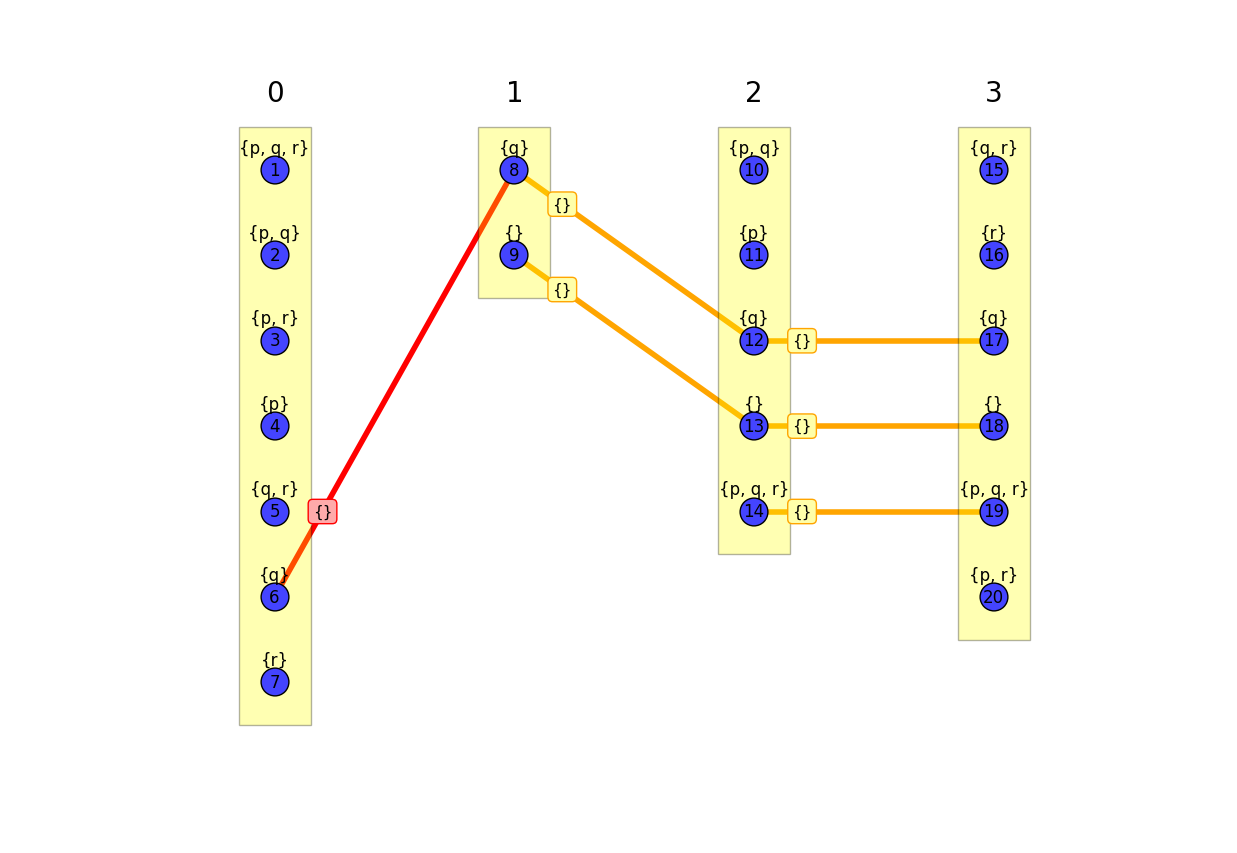 0 1 2 3
{p, q, r} {q} {p, q} {q, r}
1 8 10 15
{}
{p, q} {} {p} {r}
2 9 11 16
{}
{p, r} {q} {q}
3 12 {} 17
{p} {} {}
4 13 {} 18
{q, r} {p, q, r} {p, q, r}
5 {} 14 {} 19
{q} {p, r}
6 20
{r}
7